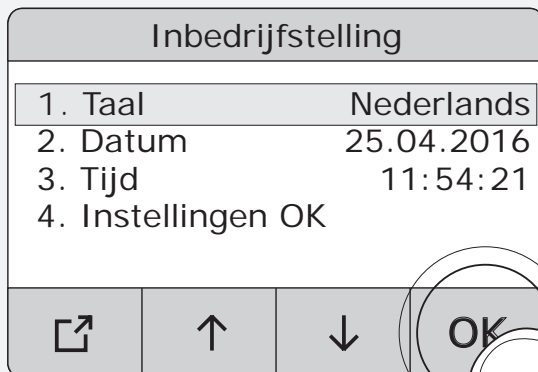 Inbedrijfstelling
1. Taal Nederlands
2. Datum 25.04.2016
3. Tijd 11:54:21
4. Instellingen OK
OK